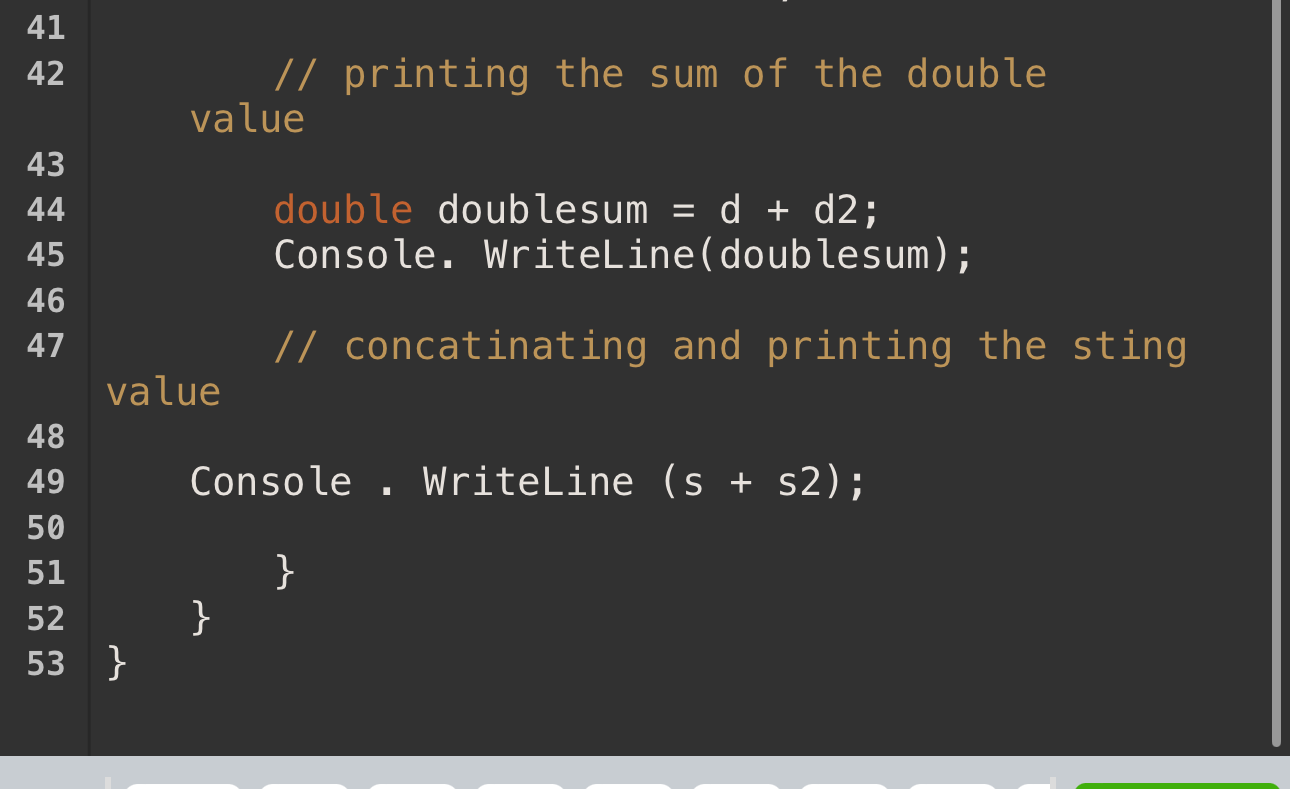 41
42 // printing the sum of the double
value
43
44 double doublesum = d + d2;
45 Console. WriteLine(doublesum);
46
47 // concatinating and printing the sting
value
48
49 Console . WriteLine (s + s2);
50
51 }
52 }
53 }